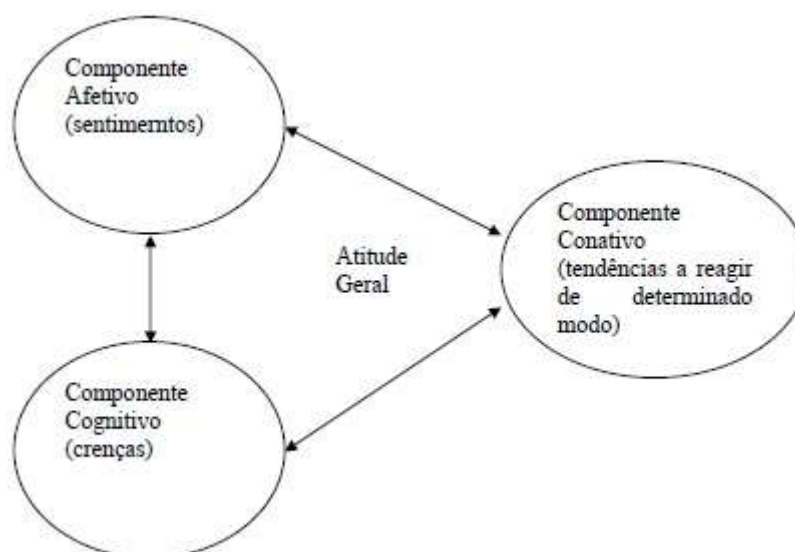 Componente
Afetivo
(sentimerntos)
Componente
Conativo
(tendências a reagir
de determinado
modo)
Atitude
Geral
Componente
Cognitivo
(crenças)